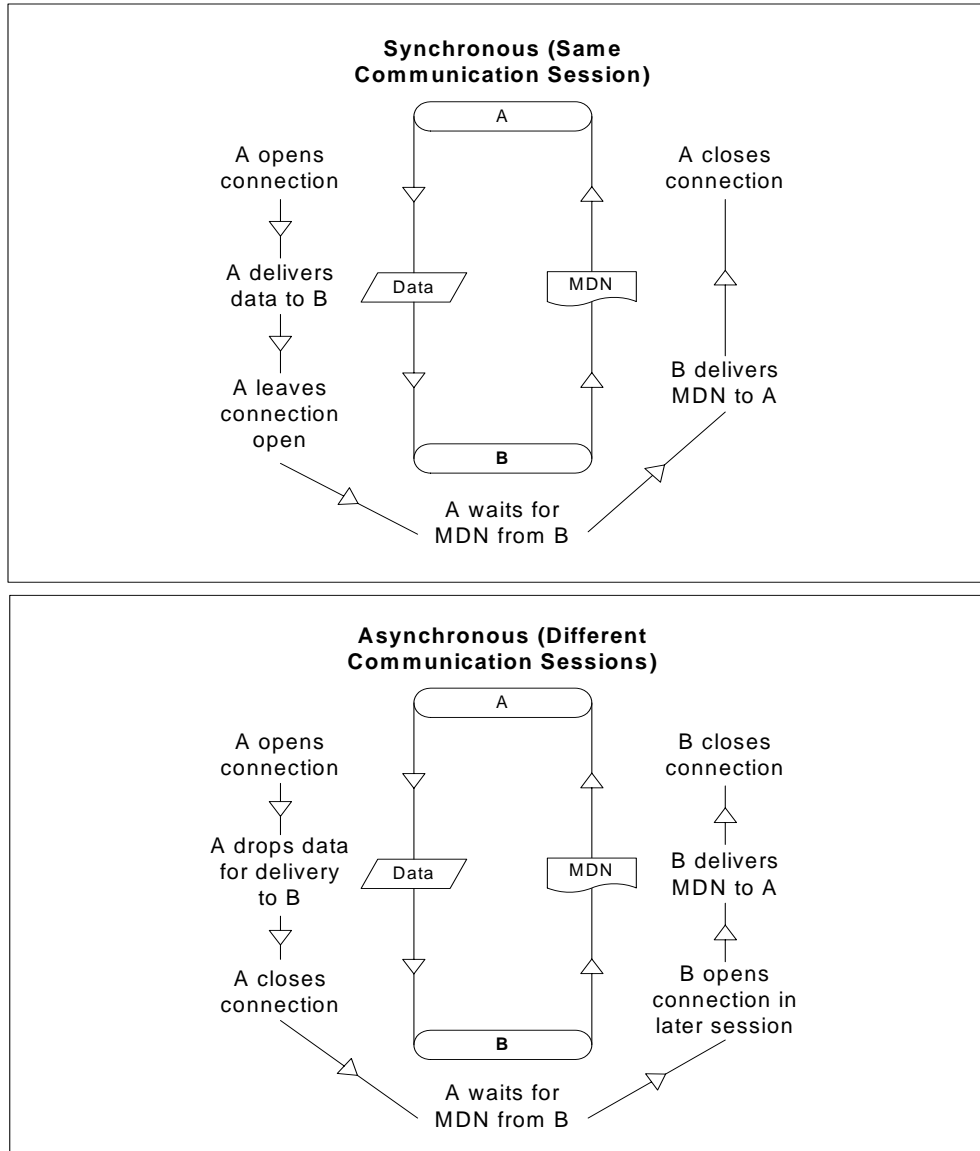 Synchronous (Same
Communication Session)
A
A opens
connection
A closes
connection
A delivers
data to B
Data
MDN
A leaves
connection
open
B delivers
MDN to A
B
A waits for
MDN from B
Asynchronous (Different
Communication Sessions)
A
A opens
connection
B closes
connection
A drops data
for delivery
to B
Data
MDN
B delivers
MDN to A
A closes
connection
B opens
connection in
later session
B
A waits for
MDN from B